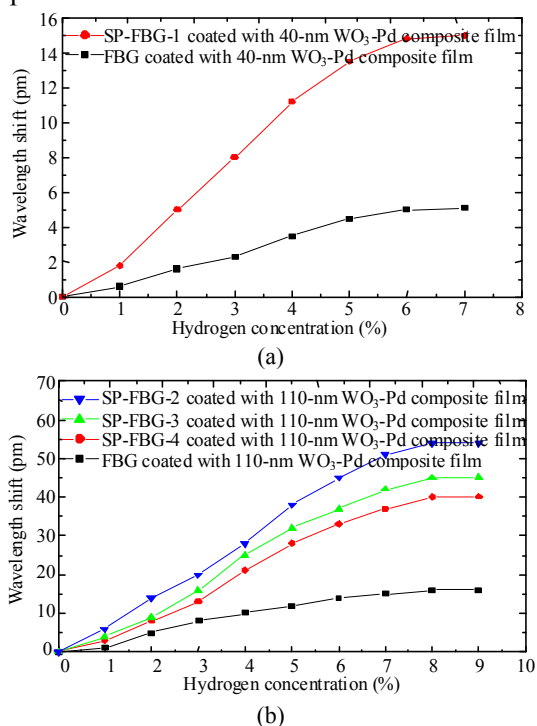 16
14
12
10
8
6
4
2
0
Wavelength shift (pm)
SP-FBG-1 coated with 40-nm WO₃-Pd composite film
FBG coated with 40-nm WO₃-Pd composite film
0 1 2 3 4 5 6 7 8
Hydrogen concentration (%)
(a)
70
60
50
40
30
20
10
0
Wavelength shift (pm)
SP-FBG-2 coated with 110-nm WO₃-Pd composite film
SP-FBG-3 coated with 110-nm WO₃-Pd composite film
SP-FBG-4 coated with 110-nm WO₃-Pd composite film
FBG coated with 110-nm WO₃-Pd composite film
0 1 2 3 4 5 6 7 8 9 10
Hydrogen concentration (%)
(b)